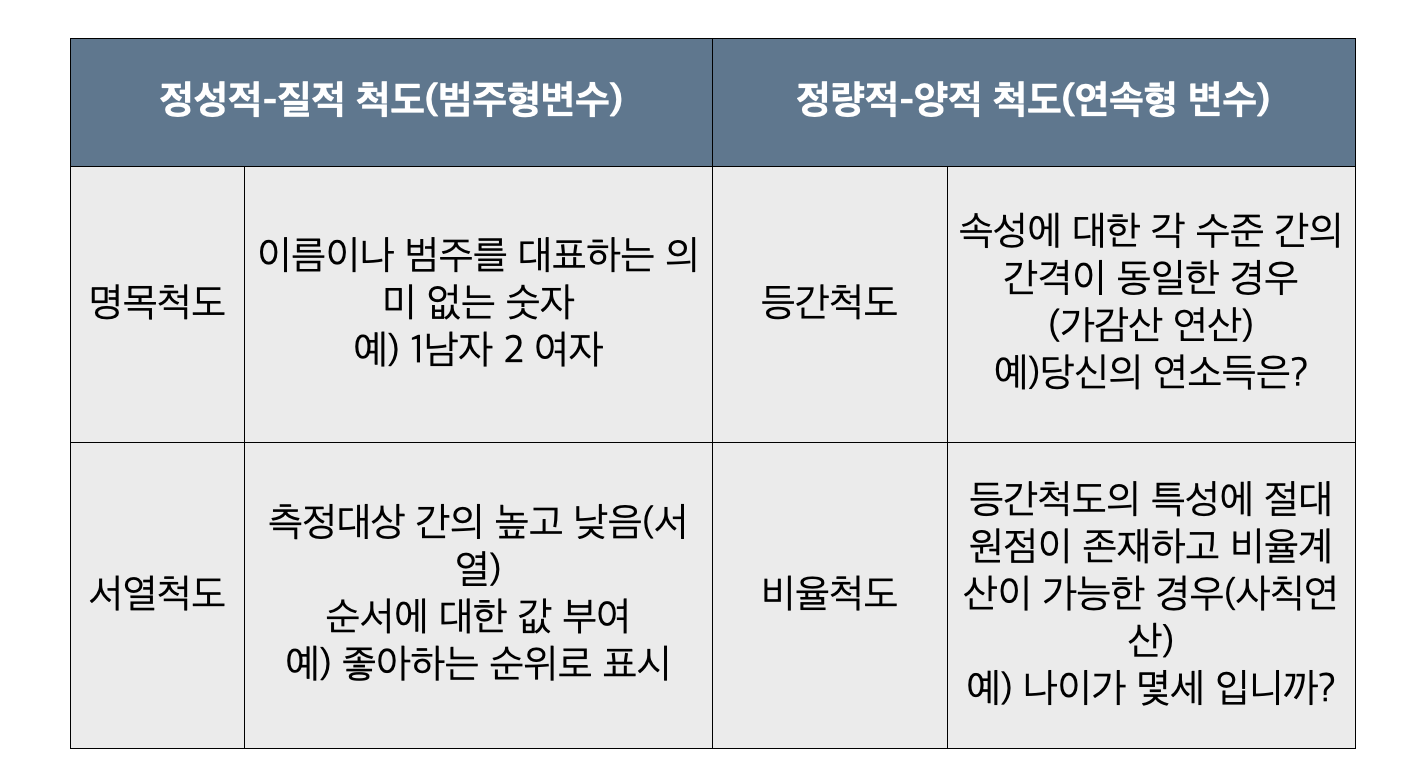 정성적-질적 척도(범주형변수)
정량적-양적 척도(연속형 변수)
명목척도
이름이나 범주를 대표하는 의
미 없는 숫자
예) 1남자 2 여자
등간척도
속성에 대한 각 수준 간의
간격이 동일한 경우
(가감산 연산)
예)당신의 연소득은?
서열척도
측정대상 간의 높고 낮음(서
열)
순서에 대한 값 부여
예) 좋아하는 순위로 표시
비율척도
등간척도의 특성에 절대
원점이 존재하고 비율계
산이 가능한 경우(사칙연
산)
예) 나이가 몇세 입니까?